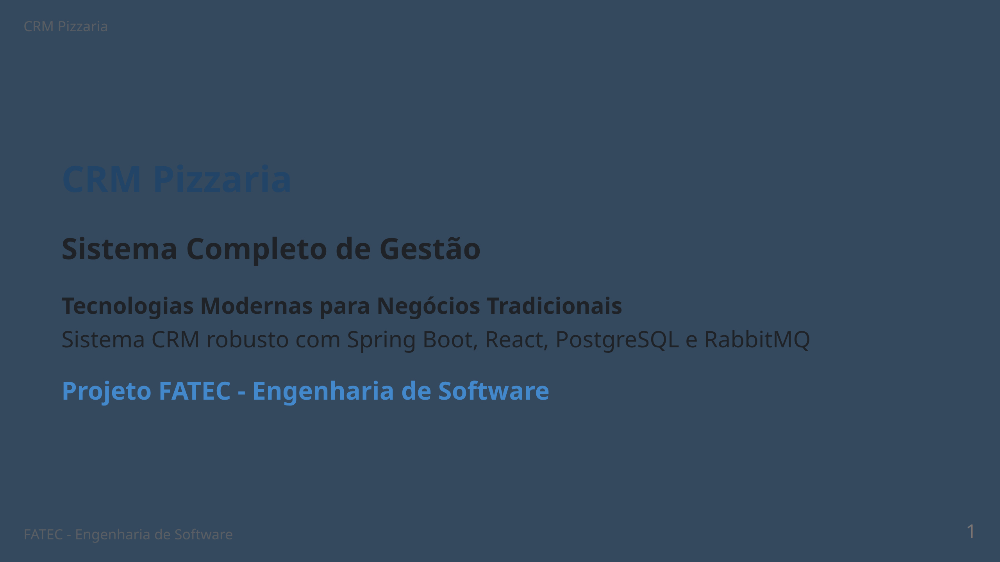 CRM Pizzaria
CRM Pizzaria
Sistema Completo de Gestão
Tecnologias Modernas para Negócios Tradicionais
Sistema CRM robusto com Spring Boot, React, PostgreSQL e RabbitMQ
Projeto FATEC - Engenharia de Software
FATEC - Engenharia de Software
1